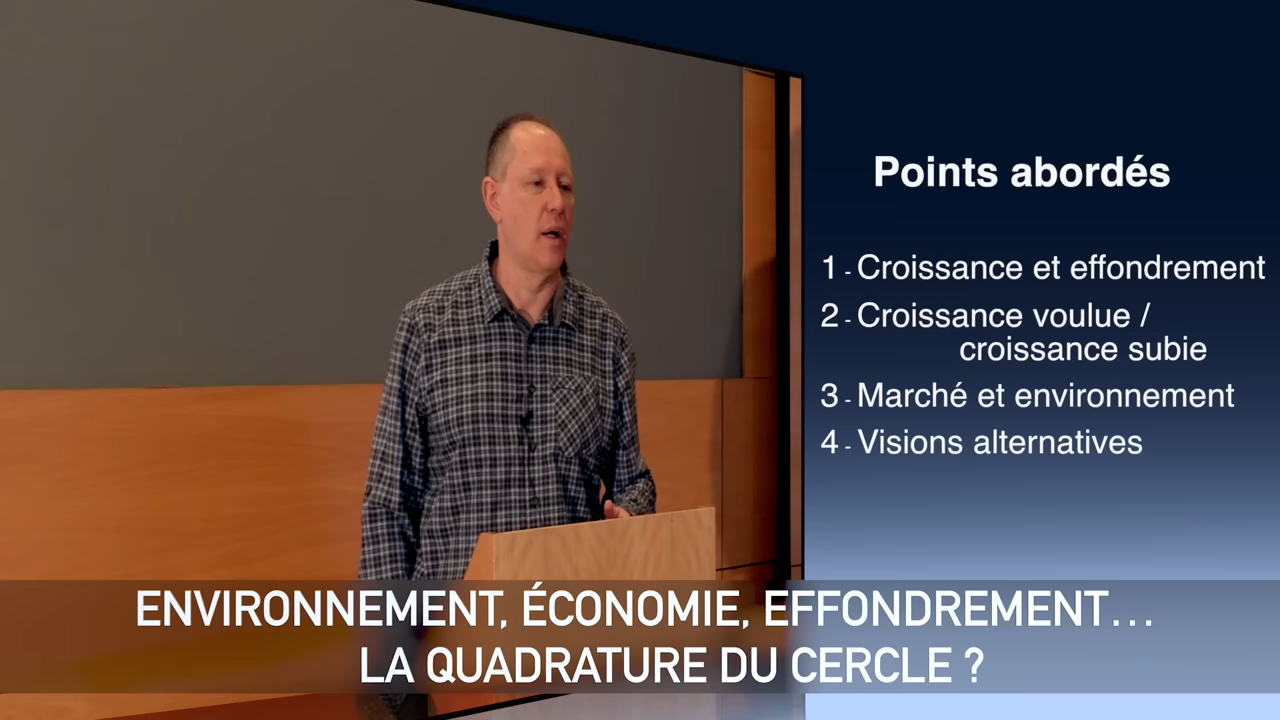 Points abordés
1 - Croissance et effondrement
2 - Croissance voulue /
croissance subie
3 - Marché et environnement
4 - Visions alternatives
ENVIRONNEMENT, ÉCONOMIE, EFFONDREMENT...
LA QUADRATURE DU CERCLE ?